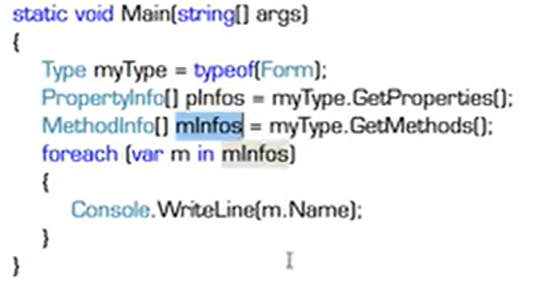 static void Main(string[] args)
{
Type myType = typeof(Form);
PropertyInfo[] pInfos = myType.GetProperties();
MethodInfo[] mInfos = myType.GetMethods();
foreach (var m in mInfos)
{
Console.WriteLine(m.Name);
}
}